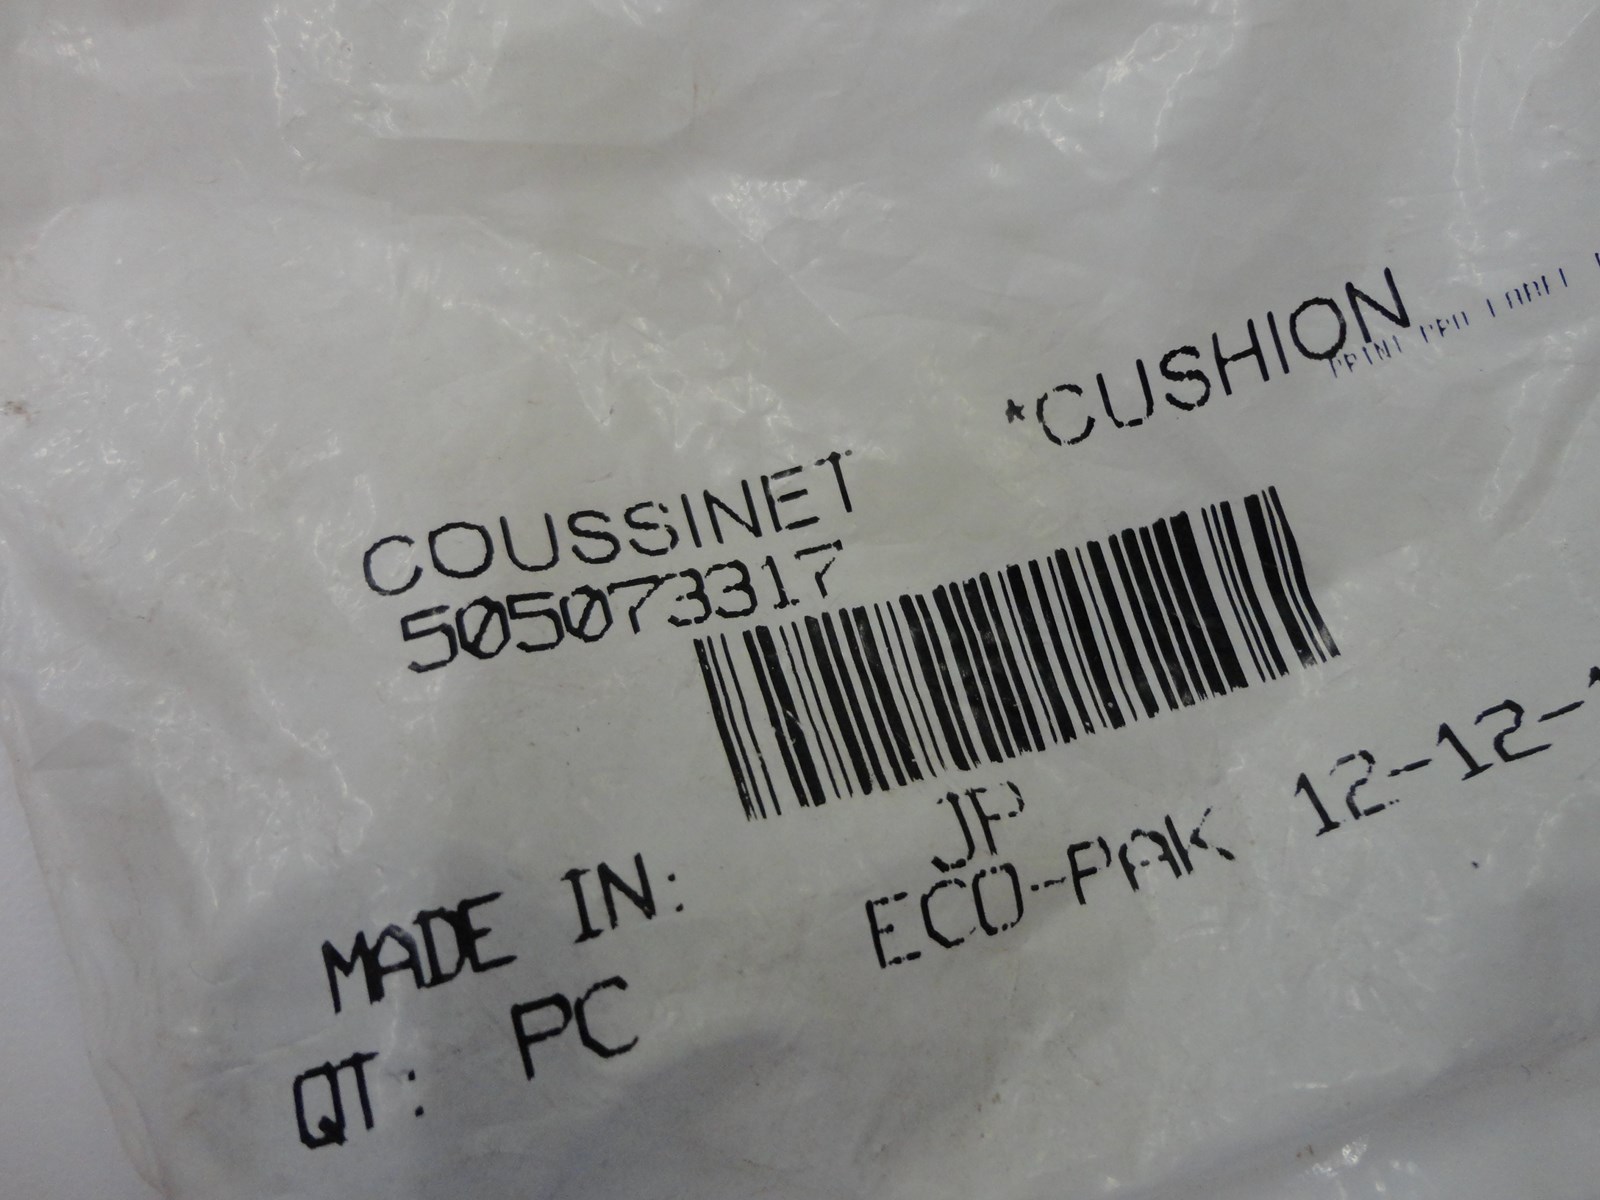 COUSSINET *CUSHION
505073317
MADE IN: JP
QT: PC ECO-PAK 12-12-